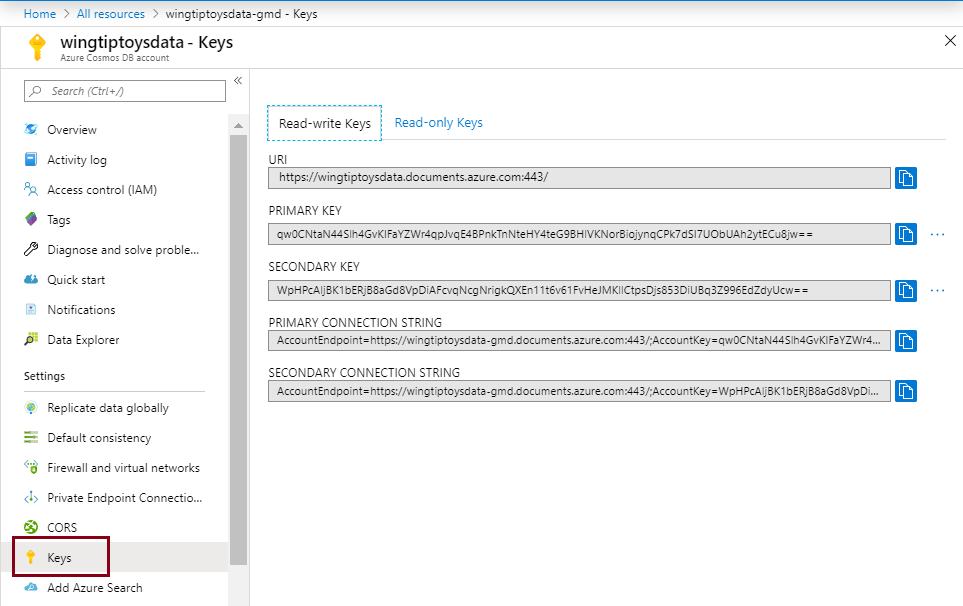 Home > All resources > wingtiptoysdata-gmd - Keys
wingtiptoysdata - Keys
Azure Cosmos DB account
Search (Ctrl+/)
Overview
Activity log
Access control (IAM)
Tags
Diagnose and solve proble...
Quick start
Notifications
Data Explorer
Settings
Replicate data globally
Default consistency
Firewall and virtual networks
Private Endpoint Connectio...
CORS
Keys
Add Azure Search
Read-write Keys Read-only Keys
URI
https://wingtiptoysdata.documents.azure.com:443/
PRIMARY KEY
qw0CNtaN44SIh4GvKIFaYZWr4qpJvqE4BPnkTnNteHY4teG9BHIVKNorBiojynqCPk7dSI7UObUAh2ytECu8jw==
SECONDARY KEY
WpHPcAIjBK1bERjB8aGd8VpDiAFcvqNcgNrigkQXEn11t6v61FvHeJMKIICtpsDjs853DiUBq3Z996EdZdyUcw==
PRIMARY CONNECTION STRING
AccountEndpoint=https://wingtiptoysdata-gmd.documents.azure.com:443/;AccountKey=qw0CNtaN44SIh4GvKIFaYZWr4...
SECONDARY CONNECTION STRING
AccountEndpoint=https://wingtiptoysdata-gmd.documents.azure.com:443/;AccountKey=WpHPcAIjBK1bERjB8aGd8VpDi...